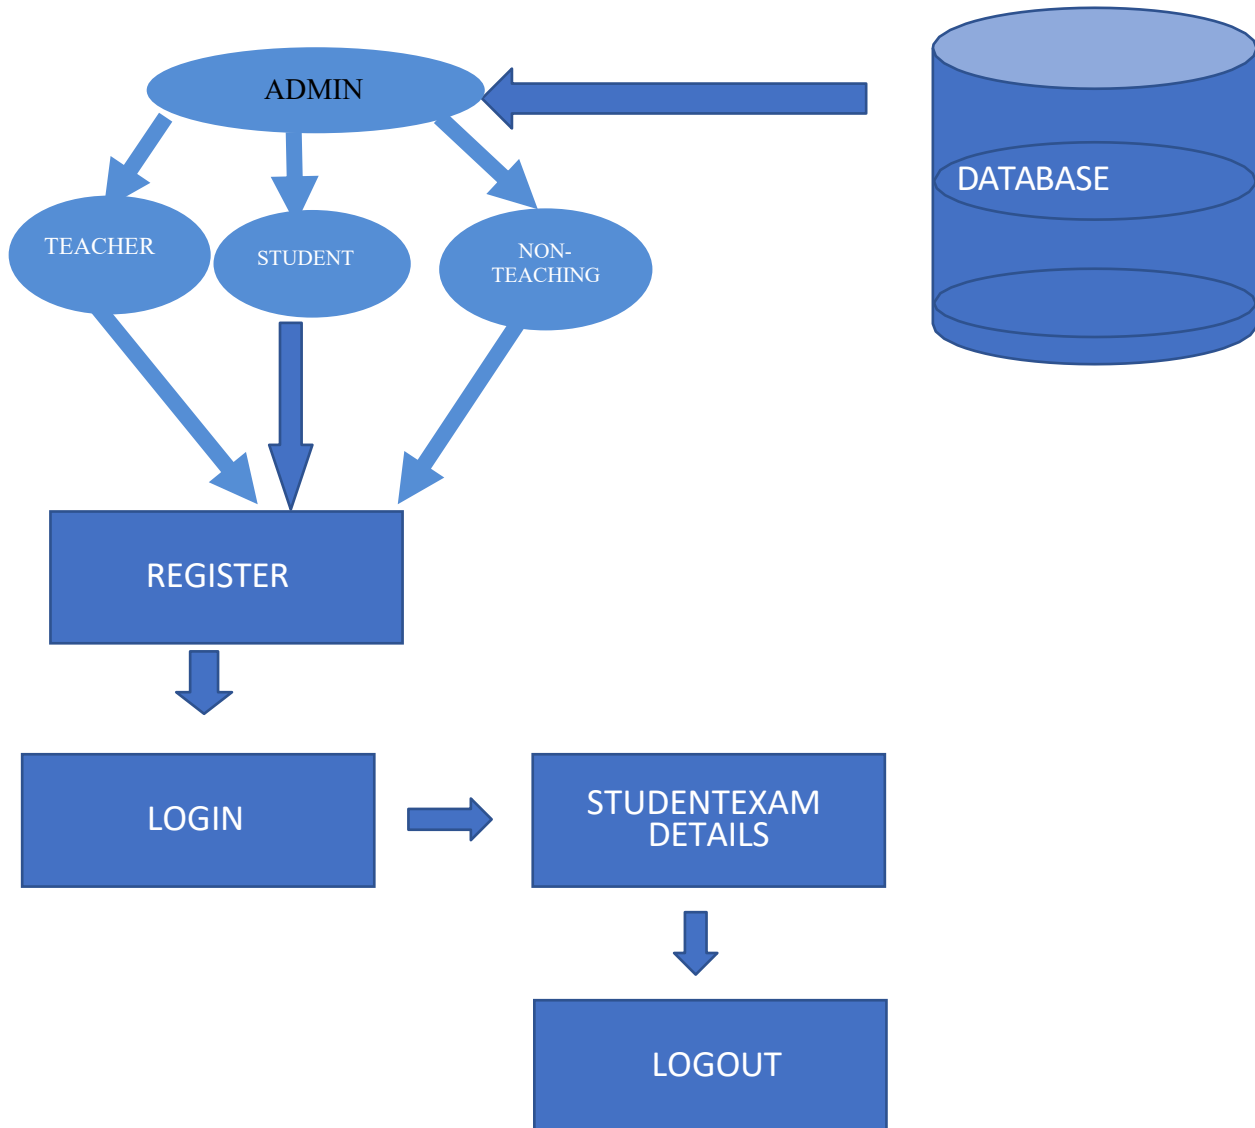 ADMIN
DATABASE
TEACHER
STUDENT
NON-
TEACHING
REGISTER
LOGIN
STUDENTEXAM
DETAILS
LOGOUT